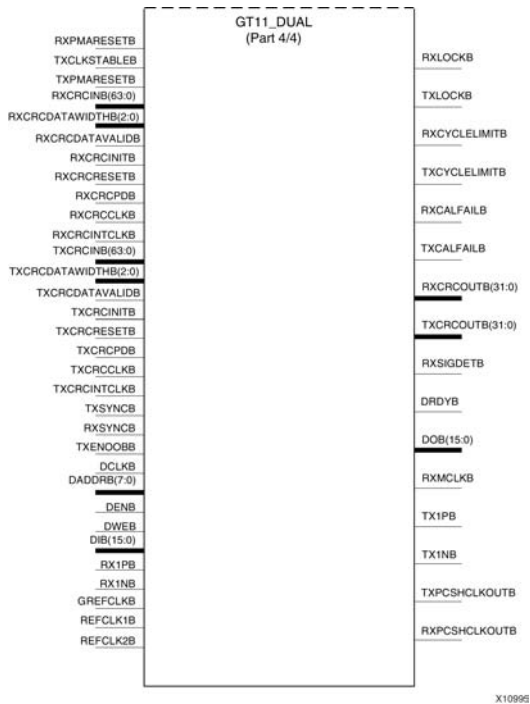 GT11_DUAL
(Part 4/4)
RXPMARESETB
TXCLKSTABLEB
TXPMARESETB
RXCRCINB(63:0)
RXCRCDATAWIDTHB(2:0)
RXCRCDATAVALIDB
RXCRCINITB
RXCRCRESETB
RXCRCPDB
RXCRCCLKB
RXCRCINTCLKB
TXCRCINB(63:0)
TXCRCDATAWIDTHB(2:0)
TXCRCDATAVALIDB
TXCRCINITB
TXCRCRESETB
TXCRCPDB
TXCRCCLKB
TXCRCINTCLKB
TXSYNCB
RXSYNCB
TXENOOBB
DCLKB
DADDRB(7:0)
DENB
DWEB
DIB(15:0)
RX1PB
RX1NB
GREFCLKB
REFCLK1B
REFCLK2B
RXLOCKB
TXLOCKB
RXCYCLELIMITB
TXCYCLELIMITB
RXCALFAILB
TXCALFAILB
RXCRCOUTB(31:0)
TXCRCOUTB(31:0)
RXSIGDETB
DRDYB
DOB(15:0)
RXMCLKB
TX1PB
TX1NB
TXPCSHCLKOUTB
RXPCSHCLKOUTB
X10995